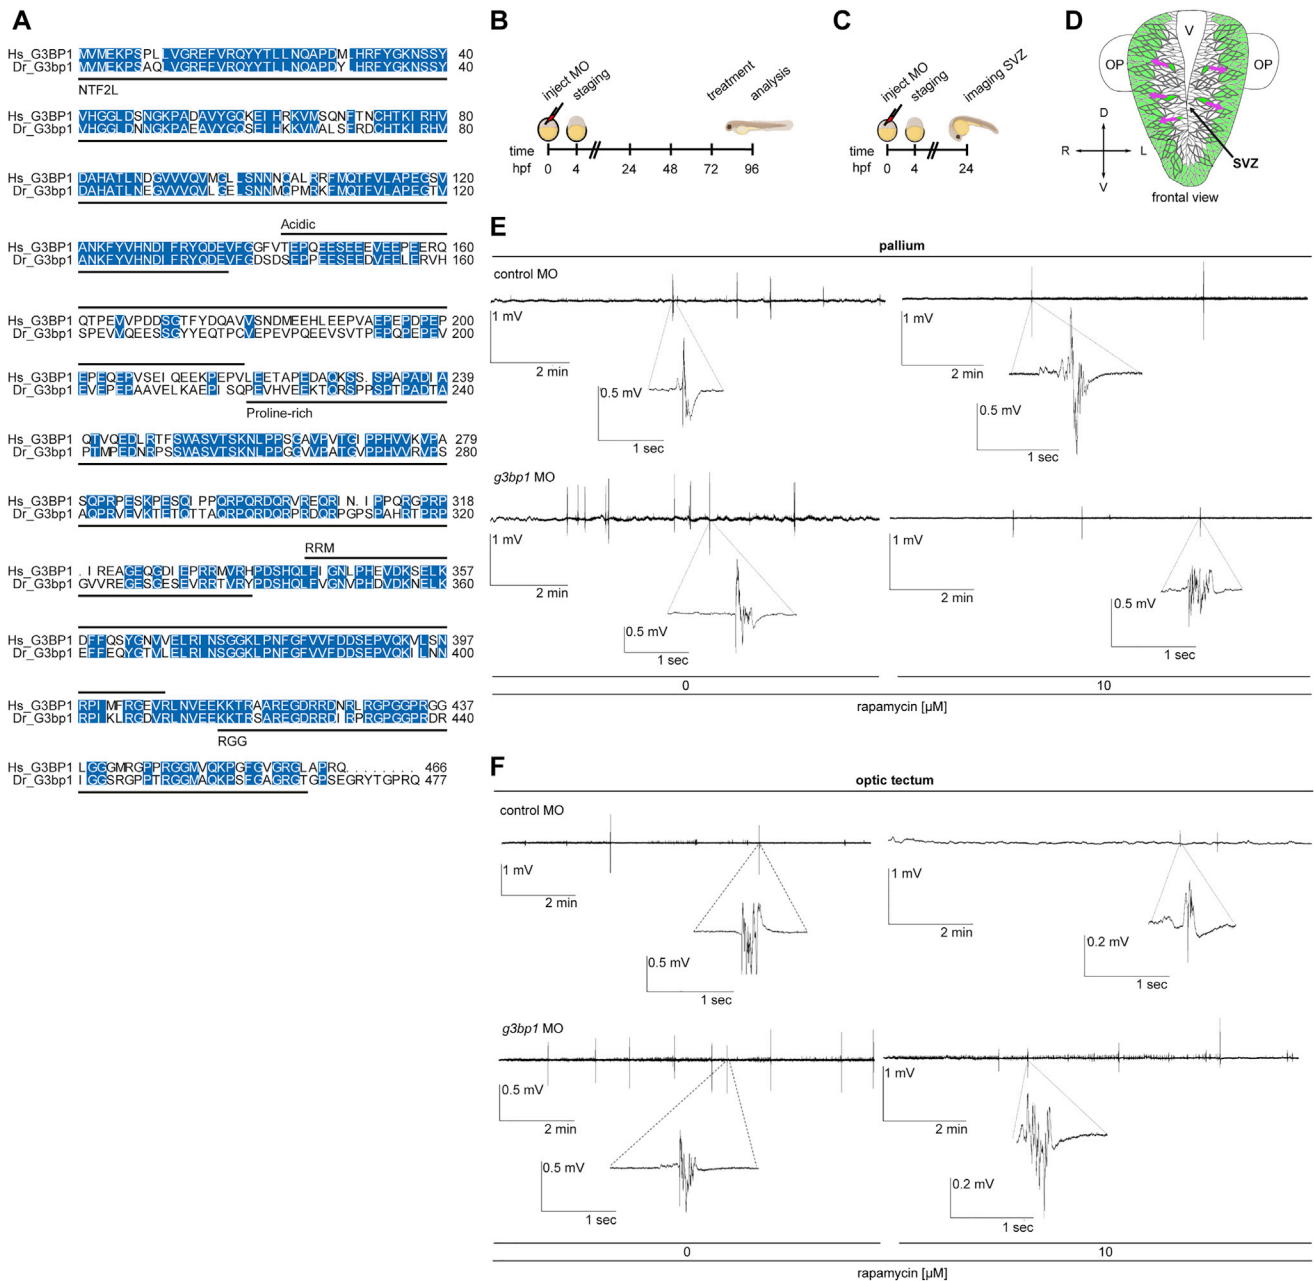 A
Hs_G3BP1 MVMEKPSPLLVGREFVRQYYTLLNQAPDMLHRFYGKNSSY 40
Dr_G3bp1 MVMEKPSAQLVGREFVRQYYTLLNQAPDYLHRFYGKNSSY 40
NTF2L
Hs_G3BP1 VHGGLDSNGKPADAVYGQKEIHRKVMSQNFTNCHTKIRHV 80
Dr_G3bp1 VHGGLDNNGKPAEAVYGQSEIHKKVMALSFRDCHTKIRHV 80
Hs_G3BP1 DAHATLNDGVVVQVMGLLSNNNQALRRFMQTFVLAPEGSV 120
Dr_G3bp1 DAHATLNEGVVVQVLGELSNNMQPMRKFMQTFVLAPEGTV 120
Acidic
Hs_G3BP1 ANKFYVHNDIFRYQDEVFGGFVTEPQEESEEEVEEPEERQ 160
Dr_G3bp1 ANKFYVHNDIFRYQDEVFGDSDSEPPEESEEDVEELERVH 160
Hs_G3BP1 QTPEVVPDDSGTFYDQAVVSNDMEEHLEEPVAEPEPDPEP 200
Dr_G3bp1 SPEVVQEESSGYYEQTPCVEPEVPQEEVSVTPEPQPEPEV 200
Hs_G3BP1 EPEQEPVSEIQEEKPEPVLEETAPEDAQKSS.SPAPADIA 239
Dr_G3bp1 EVEPEPAAVELKAEPISQPEVHVEEKTQRSPPSPTPADTA 240
Proline-rich
Hs_G3BP1 QTVQEDLRTFSWASVTSKNLPPSGAVPVTGIPPHVVKVPA 279
Dr_G3bp1 PTMPEDNRPSSWASVTSKNLPPGGVVPATGVPPHVVRVPS 280
Hs_G3BP1 SQPRPESKPESQIPPQRPQRDQRVREQRIN.IPPQRGPRP 318
Dr_G3bp1 AQPRVEVKTETQTTAQRPQRDQRPRDQRPGPSPAHRTPRP 320
RRM
Hs_G3BP1 .IREAGEQGDIEPRRMVRHPDSHQLFIGNLPHEVDKSELK 357
Dr_G3bp1 GVVREGESGESEVRRTVRYPDSHQLFVGNVPHDVDKNELK 360
Hs_G3BP1 DFFQSYGNVVELRINSGGKLPNFGFVVFDDSEPVQKVLSN 397
Dr_G3bp1 EFFEQYGTVLELRINSGGKLPNFGFVVFDDSEPVQKILNN 400
Hs_G3BP1 RPIMFRGEVRLNVEEKKTRAAREGDRRDNRLRGPGGPRGG 437
Dr_G3bp1 RPIKLRGDVRLNVEEKKTRSAREGDRRDIRPRGPGGPRDR 440
RGG
Hs_G3BP1 LGGGMRGPPRGGMVQKPGFGVGRGLAPRQ........ 466
Dr_G3bp1 IGGSRGPPTRGGMAQKPSFGAGRGTGPSEGRYTGPRQ 477
B
inject MO
staging
treatment
analysis
time
hpf
0 4 24 48 72 96
C
inject MO
staging
imaging SVZ
time
hpf
0 4 24
D
V
OP OP
D
R L
V
SVZ
frontal view
E
pallium
control MO
1 mV
2 min
0.5 mV
1 sec
1 mV
2 min
0.5 mV
1 sec
g3bp1 MO
1 mV
2 min
0.5 mV
1 sec
1 mV
2 min
0.5 mV
1 sec
0 10
rapamycin [µM]
F
optic tectum
control MO
1 mV
2 min
0.5 mV
1 sec
1 mV
2 min
0.2 mV
1 sec
g3bp1 MO
0.5 mV
2 min
0.5 mV
1 sec
1 mV
2 min
0.2 mV
1 sec
0 10
rapamycin [µM]